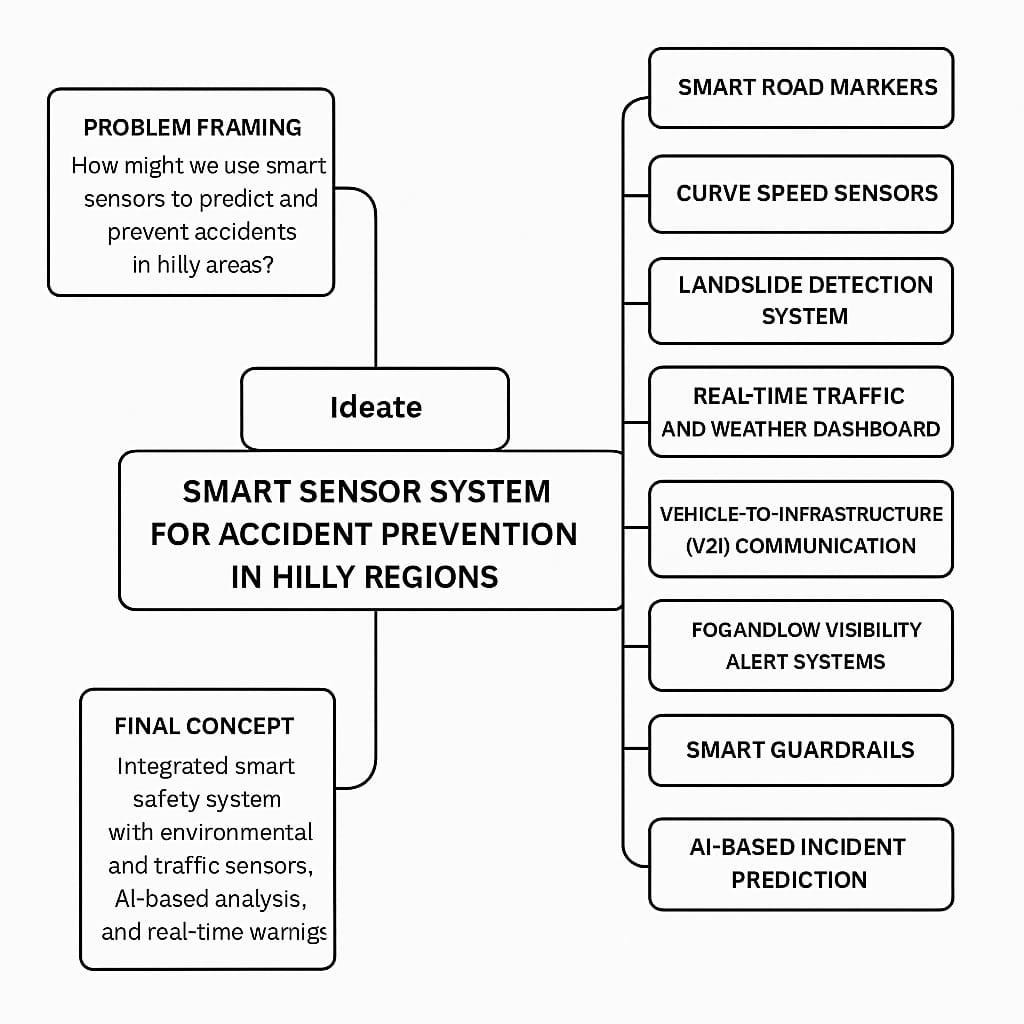 PROBLEM FRAMING
How might we use smart
sensors to predict and
prevent accidents
in hilly areas?
Ideate
SMART SENSOR SYSTEM
FOR ACCIDENT PREVENTION
IN HILLY REGIONS
FINAL CONCEPT
Integrated smart
safety system
with environmental
and traffic sensors,
AI-based analysis,
and real-time warnigs
SMART ROAD MARKERS
CURVE SPEED SENSORS
LANDSLIDE DETECTION
SYSTEM
REAL-TIME TRAFFIC
AND WEATHER DASHBOARD
VEHICLE-TO-INFRASTRUCTURE
(V2I) COMMUNICATION
FOGANDLOW VISIBILITY
ALERT SYSTEMS
SMART GUARDRAILS
AI-BASED INCIDENT
PREDICTION